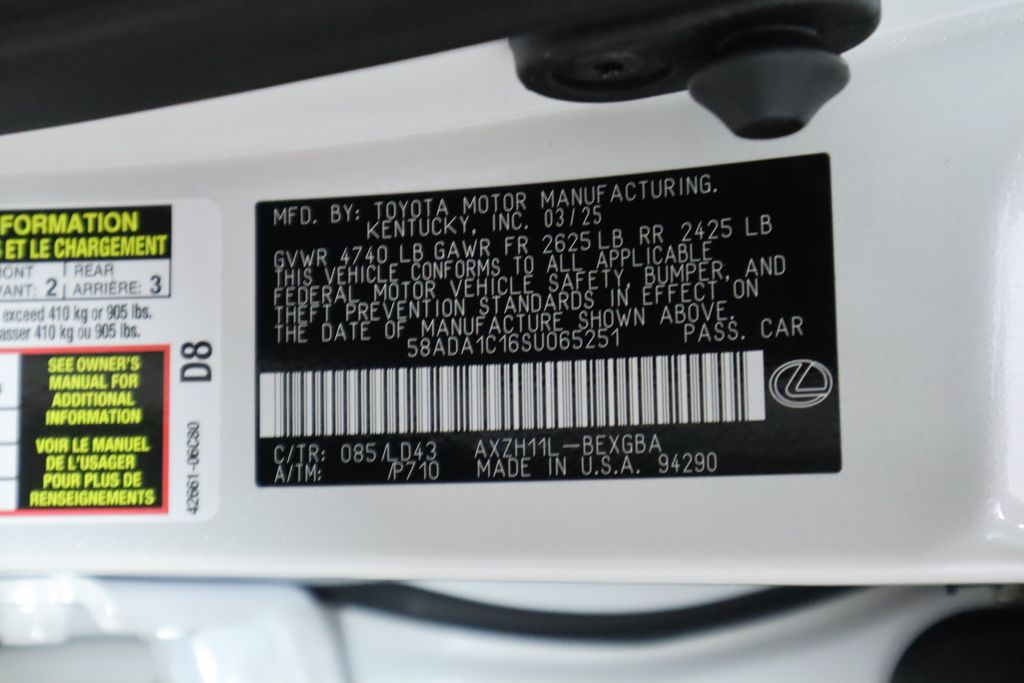 FORMATION
ET LE CHARGEMENT
REAR
2 ARRIÈRE: 3
exceed 410 kg or 905 lbs.
410 kg ou 905 lbs.
SEE OWNER'S
MANUAL FOR
ADDITIONAL
INFORMATION
VOIR LE MANUEL
DE L'USAGER
POUR PLUS DE
RENSEIGNEMENTS
D8
42661-06C80
MFD. BY: TOYOTA MOTOR MANUFACTURING.
KENTUCKY, INC. 03/25
GVWR 4740 LB GAWR FR 2625 LB RR 2425 LB
THIS VEHICLE CONFORMS TO ALL APPLICABLE
FEDERAL MOTOR VEHICLE SAFETY, BUMPER, AND
THEFT PREVENTION STANDARDS IN EFFECT ON
THE DATE OF MANUFACTURE SHOWN ABOVE.
58ADA1C16SU065251 PASS. CAR
C/TR: 085/LD43 AXZH11L-BEXGBA
A/TM: /P710 MADE IN U.S.A. 94290